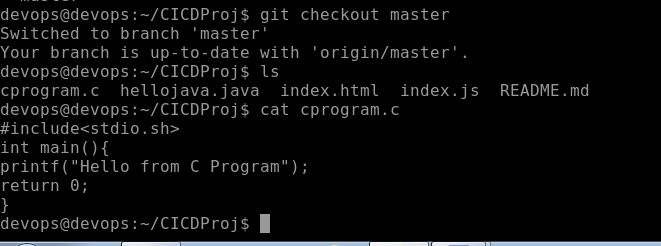 devops@devops:~/CICDProj$ git checkout master
Switched to branch 'master'
Your branch is up-to-date with 'origin/master'.
devops@devops:~/CICDProj$ ls
cprogram.c  hellojava.java  index.html  index.js  README.md
devops@devops:~/CICDProj$ cat cprogram.c
#include<stdio.sh>
int main(){
printf("Hello from C Program");
return 0;
}
devops@devops:~/CICDProj$